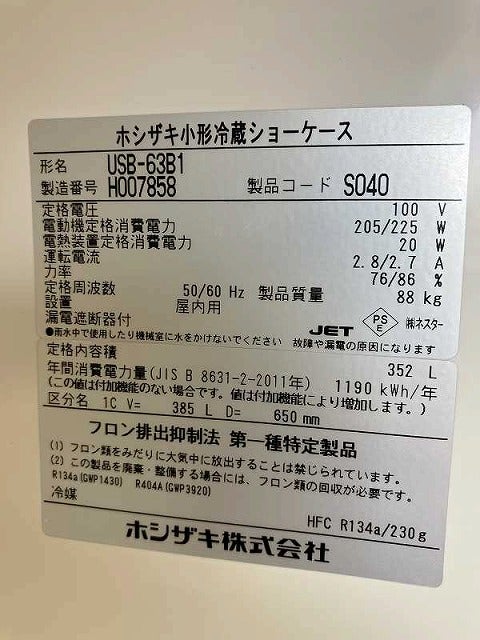 ホシザキ小形冷蔵ショーケース
形名 USB-63B1
製造番号 H007858 製品コード S040
定格電圧 100 V
電動機定格消費電力 205/225 W
電熱装置定格消費電力 20 W
運転電流 2.8/2.7 A
力率 76/86 %
定格周波数 50/60 Hz 製品質量 88 kg
設置 屋内用
漏電遮断器付 JET PSE ㈱ネスター
●雨水中で使用したり機械室に水をかけないでください 故障や漏電の原因になります
定格内容積 352 L
年間消費電力量(JIS B 8631-2-2011年) 1190 kWh/年
(この値は付加機能のない場合です。値は付加機能により増加します。)
区分名 1C V= 385 L D= 650 mm
フロン排出抑制法 第一種特定製品
(1) フロン類をみだりに大気中に放出することは禁じられています。
(2) この製品を廃棄・整備する場合には、フロン類の回収が必要です。
R134a(GWP1430) R404A(GWP3920)
冷媒
HFC R134a/230g
ホシザキ株式会社